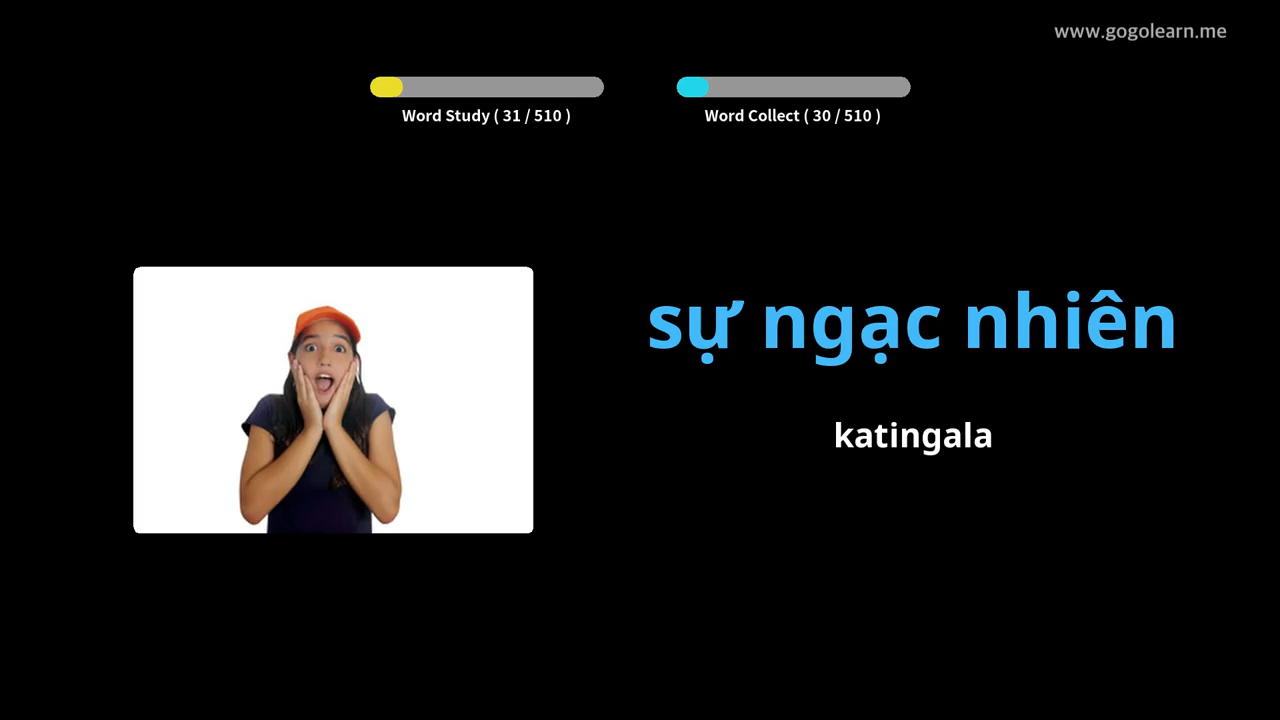 www.gogolearn.me
Word Study ( 31 / 510 )
Word Collect ( 30 / 510 )
sự ngạc nhiên
katingala